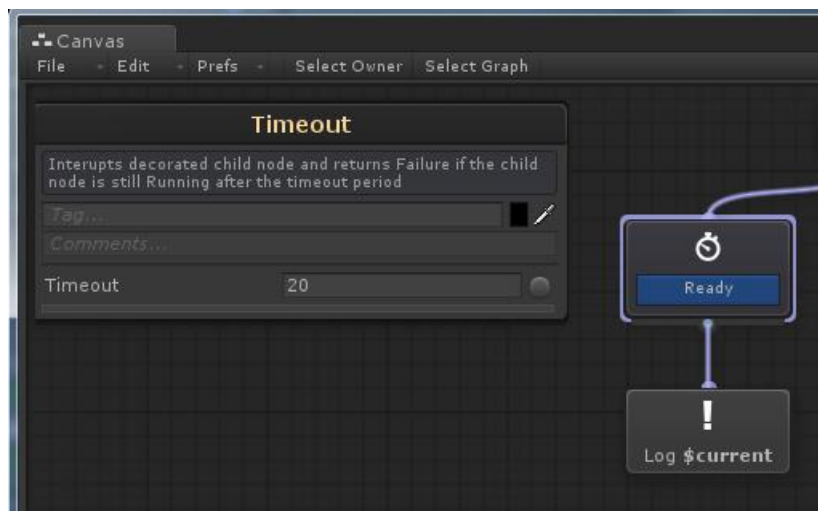 Canvas
File Edit Prefs Select Owner Select Graph
Timeout
Interupts decorated child node and returns Failure if the child
node is still Running after the timeout period
Tag...
Comments...
Timeout 20
Ready
Log $current